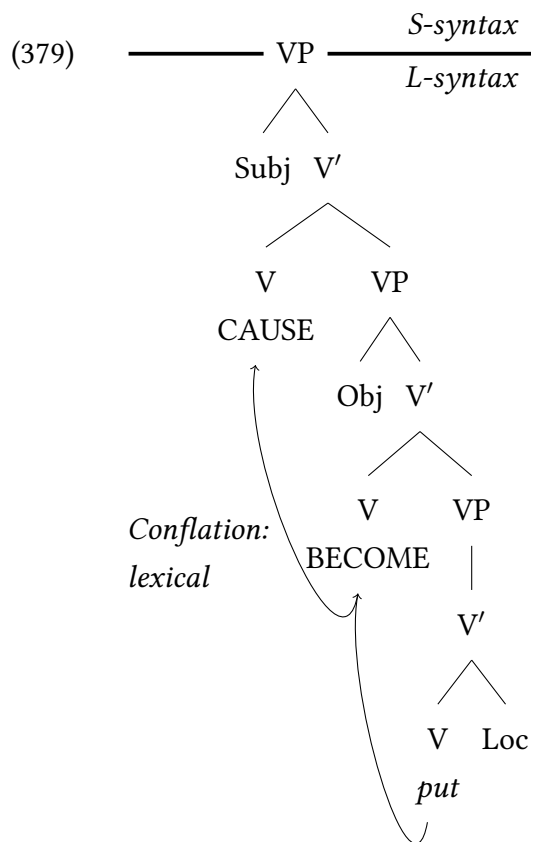 S-syntax
(379) VP
L-syntax
Subj V′
V VP
CAUSE
Obj V′
V VP
Conflation:
BECOME
lexical
V′
V Loc
put